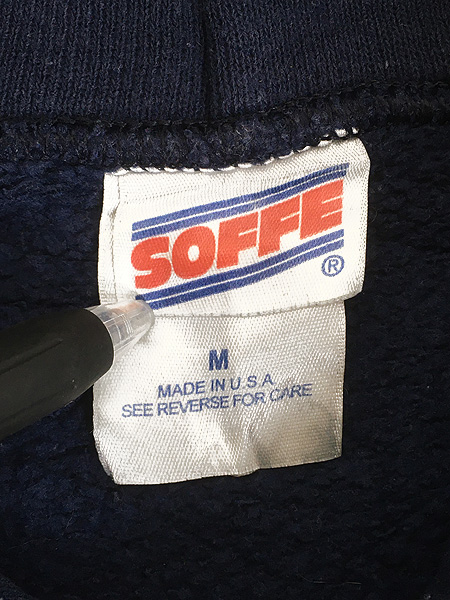 SOFFE
®
M
MADE IN U.S.A
SEE REVERSE FOR CARE